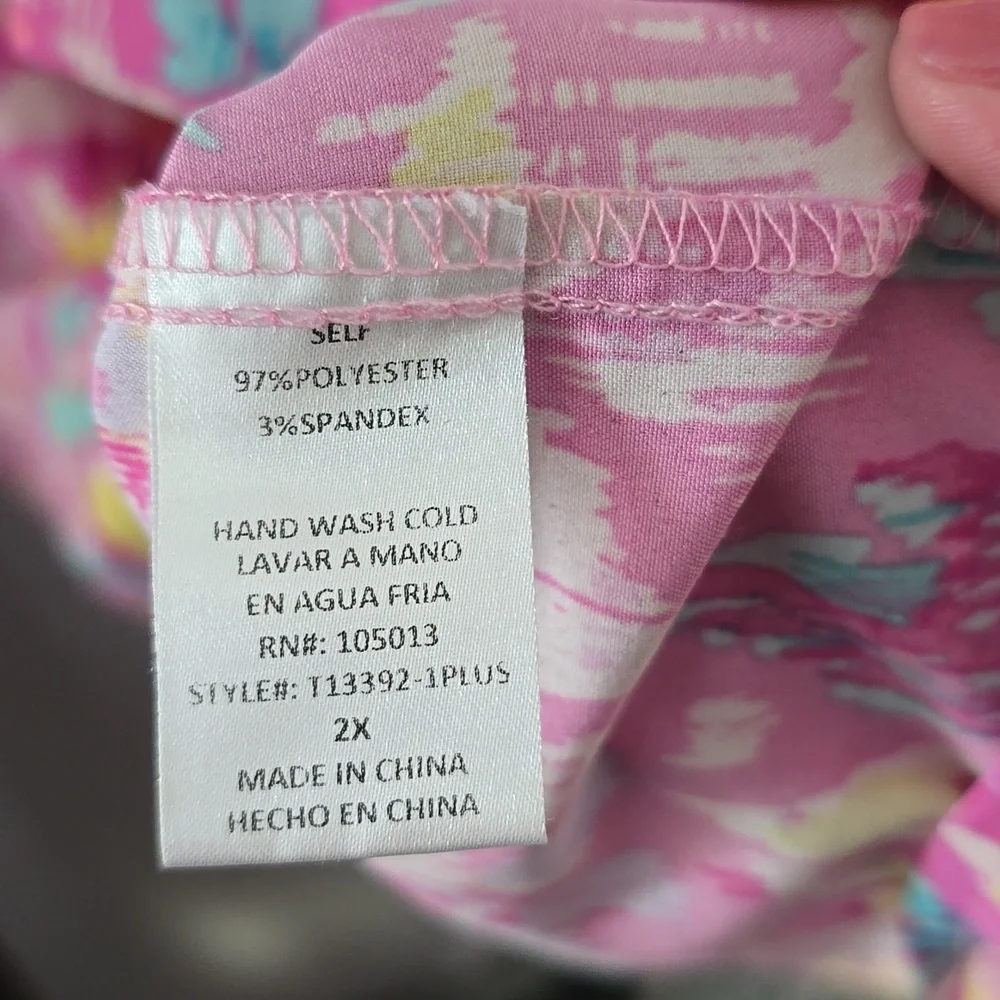 SELF
97%POLYESTER
3%SPANDEX
HAND WASH COLD
LAVAR A MANO
EN AGUA FRIA
RN#: 105013
STYLE#: T13392-1PLUS
2X
MADE IN CHINA
HECHO EN CHINA